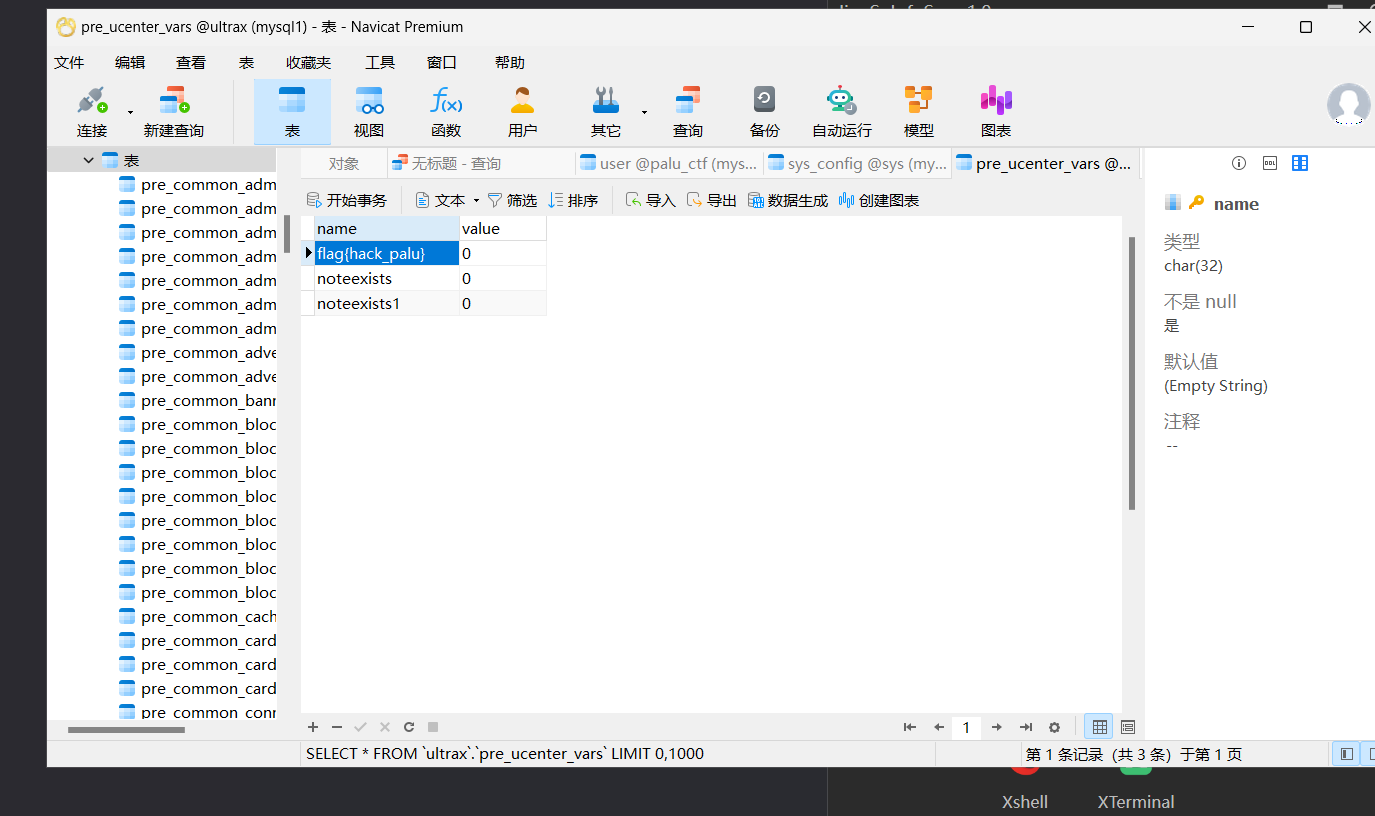 pre_ucenter_vars @ultrax (mysql1) - 表 - Navicat Premium
文件 编辑 查看 表 收藏夹 工具 窗口 帮助
连接 新建查询 表 视图 函数 用户 其它 查询 备份 自动运行 模型 图表
表
对象 无标题 - 查询 user @palu_ctf (mys... sys_config @sys (my... pre_ucenter_vars @...
开始事务 文本 筛选 排序 导入 导出 数据生成 创建图表
name value
flag{hack_palu} 0
noteexists 0
noteexists1 0
pre_common_adm
pre_common_adm
pre_common_adm
pre_common_adm
pre_common_adm
pre_common_adm
pre_common_adm
pre_common_adve
pre_common_adve
pre_common_banr
pre_common_bloc
pre_common_bloc
pre_common_bloc
pre_common_bloc
pre_common_bloc
pre_common_bloc
pre_common_bloc
pre_common_bloc
pre_common_cach
pre_common_card
pre_common_card
pre_common_card
pre_common_conr
name
类型
char(32)
不是 null
是
默认值
(Empty String)
注释
--
1
SELECT * FROM `ultrax`.`pre_ucenter_vars` LIMIT 0,1000
第 1 条记录 (共 3 条) 于第 1 页
Xshell XTerminal